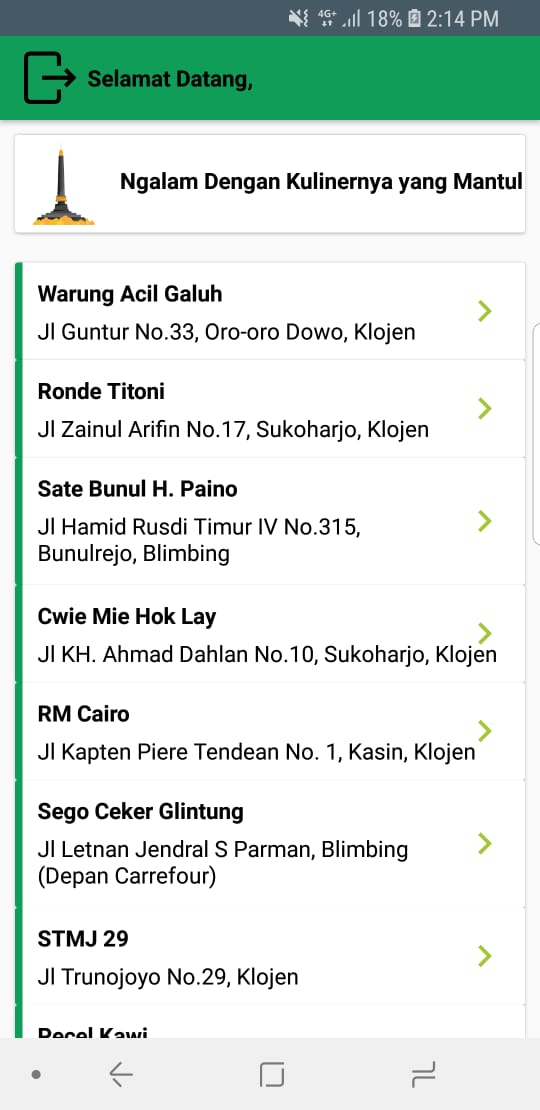 4G+ 18% 2:14 PM
Selamat Datang,
Ngalam Dengan Kulinernya yang Mantul
Warung Acil Galuh
Jl Guntur No.33, Oro-oro Dowo, Klojen
Ronde Titoni
Jl Zainul Arifin No.17, Sukoharjo, Klojen
Sate Bunul H. Paino
Jl Hamid Rusdi Timur IV No.315,
Bunulrejo, Blimbing
Cwie Mie Hok Lay
Jl KH. Ahmad Dahlan No.10, Sukoharjo, Klojen
RM Cairo
Jl Kapten Piere Tendean No. 1, Kasin, Klojen
Sego Ceker Glintung
Jl Letnan Jendral S Parman, Blimbing
(Depan Carrefour)
STMJ 29
Jl Trunojoyo No.29, Klojen
Pecel Kawi